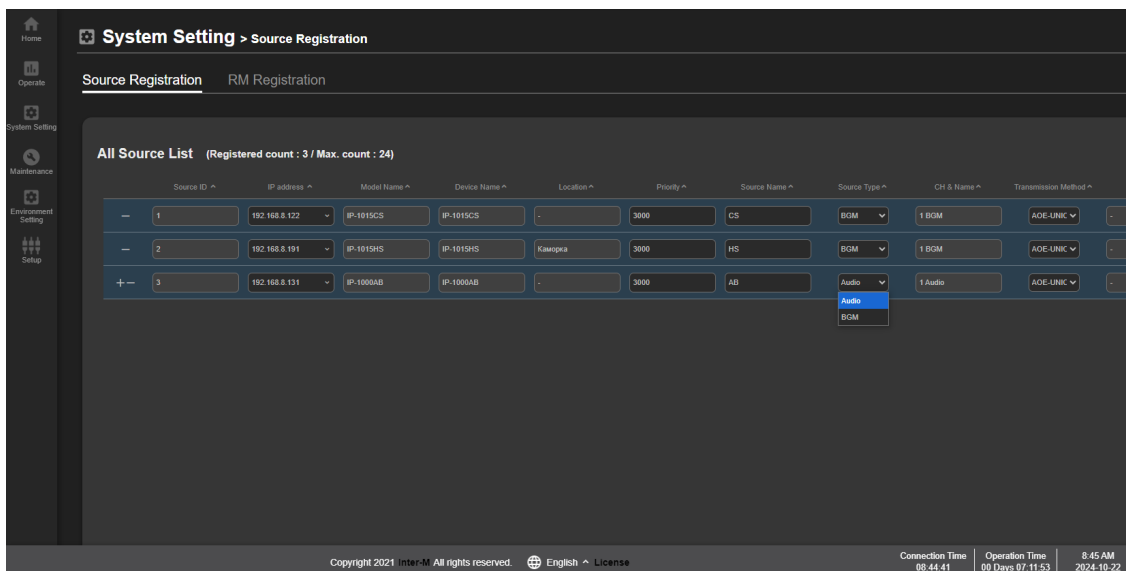 Home
Operate
System Setting
Maintenance
Environment
Setting
Setup
System Setting > Source Registration
Source Registration RM Registration
All Source List (Registered count : 3 / Max. count : 24)
Source ID IP address Model Name Device Name Location Priority Source Name Source Type CH & Name Transmission Method
1 192.168.8.122 IP-1015CS IP-1015CS - 3000 CS BGM 1 BGM AOE-UNIC -
2 192.168.8.191 IP-1015HS IP-1015HS Каморка 3000 HS BGM 1 BGM AOE-UNIC -
3 192.168.8.131 IP-1000AB IP-1000AB - 3000 AB Audio 1 Audio AOE-UNIC -
Audio
BGM
Copyright 2021 Inter-M All rights reserved. English License
Connection Time Operation Time 8:45 AM
08:44:41 00 Days 07:11:53 2024-10-22